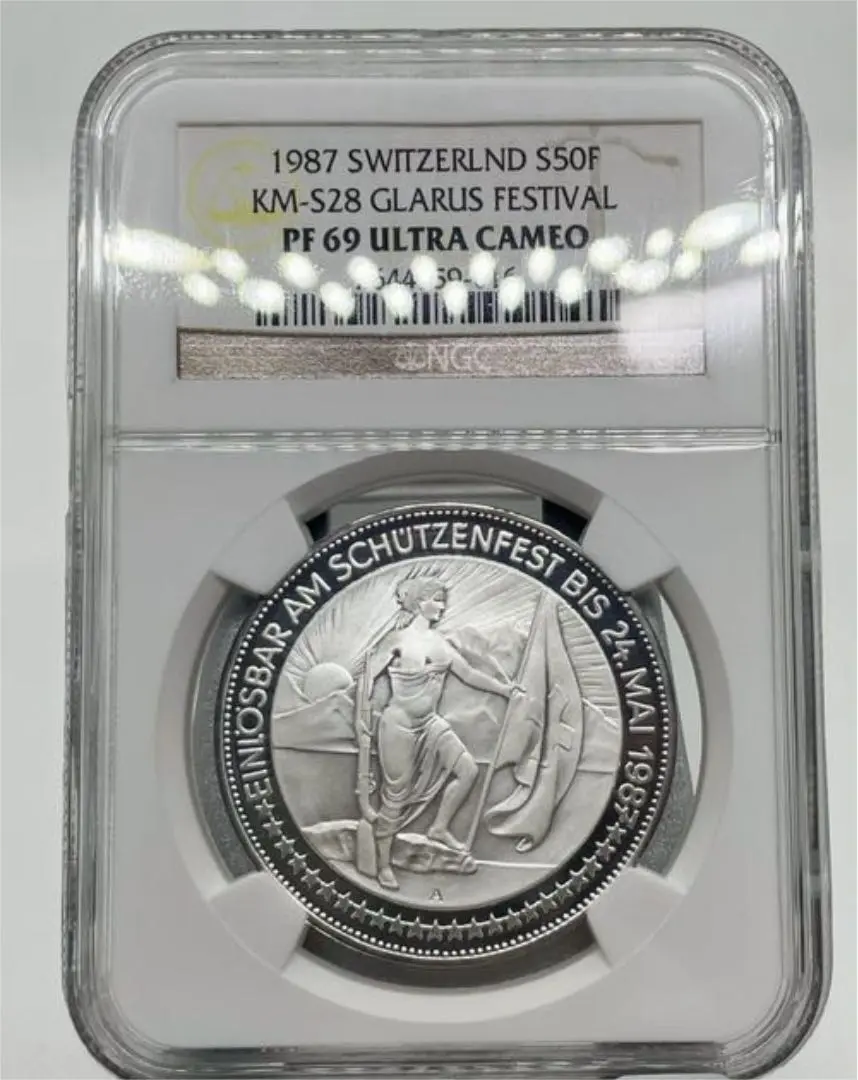 1987 SWITZERLND S50F
KM-S28 GLARUS FESTIVAL
PF 69 ULTRA CAMEO
NGC
EINLÖSBAR AM SCHÜTZENFEST BIS 24. MAI 1987
A